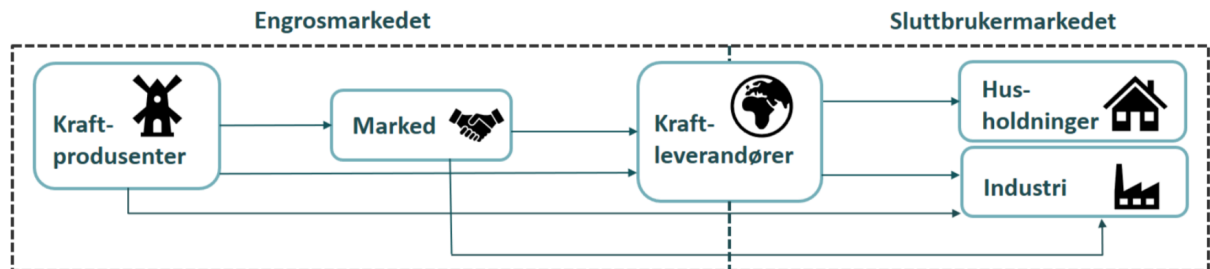 Engrosmarkedet
Sluttbrukermarkedet
Kraft-
produsenter
Marked
Kraft-
leverandører
Hus-
holdninger
Industri